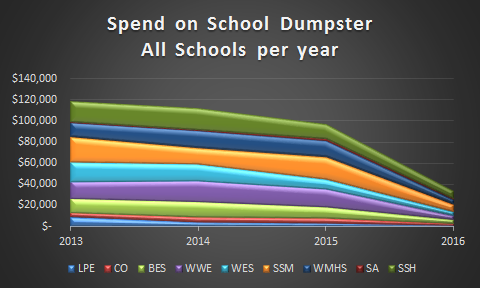 Spend on School Dumpster
All Schools per year
$140,000
$120,000
$100,000
$80,000
$60,000
$40,000
$20,000
$-
2013 2014 2015 2016
LPE CO BES WWE WES SSM WMHS SA SSH